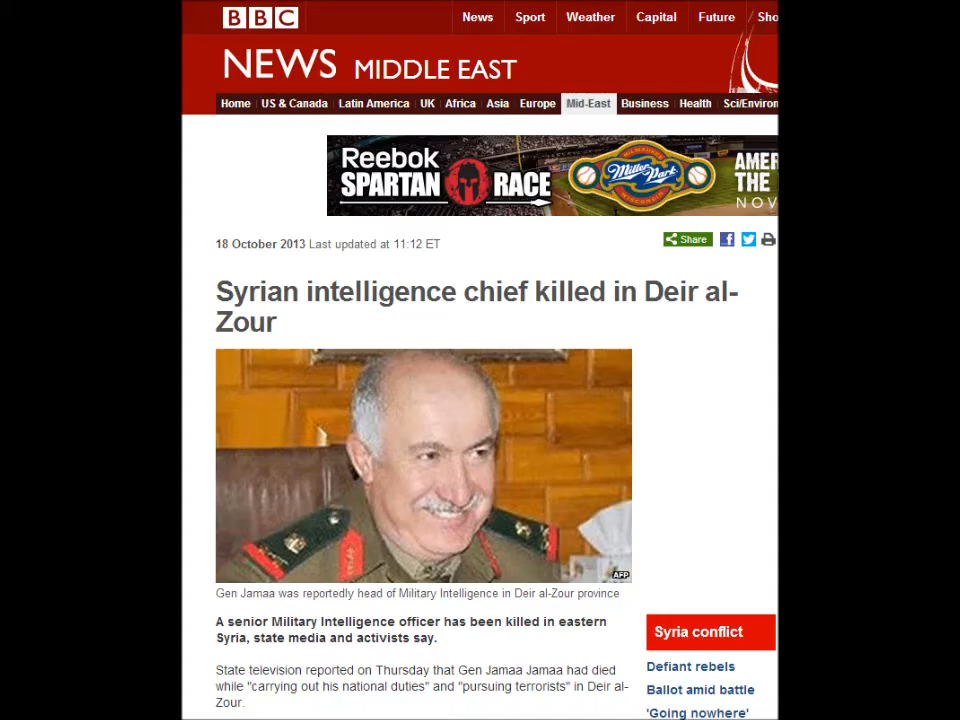 BBC
News Sport Weather Capital Future
NEWS MIDDLE EAST
Home US & Canada Latin America UK Africa Asia Europe Mid-East Business Health Sci/Environ
Reebok
SPARTAN RACE
Miller Park
MILWAUKEE
WISCONSIN
AMER
THE
NOV
18 October 2013 Last updated at 11:12 ET
Share
Syrian intelligence chief killed in Deir al-
Zour
AFP
Gen Jamaa was reportedly head of Military Intelligence in Deir al-Zour province
A senior Military Intelligence officer has been killed in eastern
Syria, state media and activists say.
State television reported on Thursday that Gen Jamaa Jamaa had died
while "carrying out his national duties" and "pursuing terrorists" in Deir al-
Zour.
Syria conflict
Defiant rebels
Ballot amid battle
'Going nowhere'